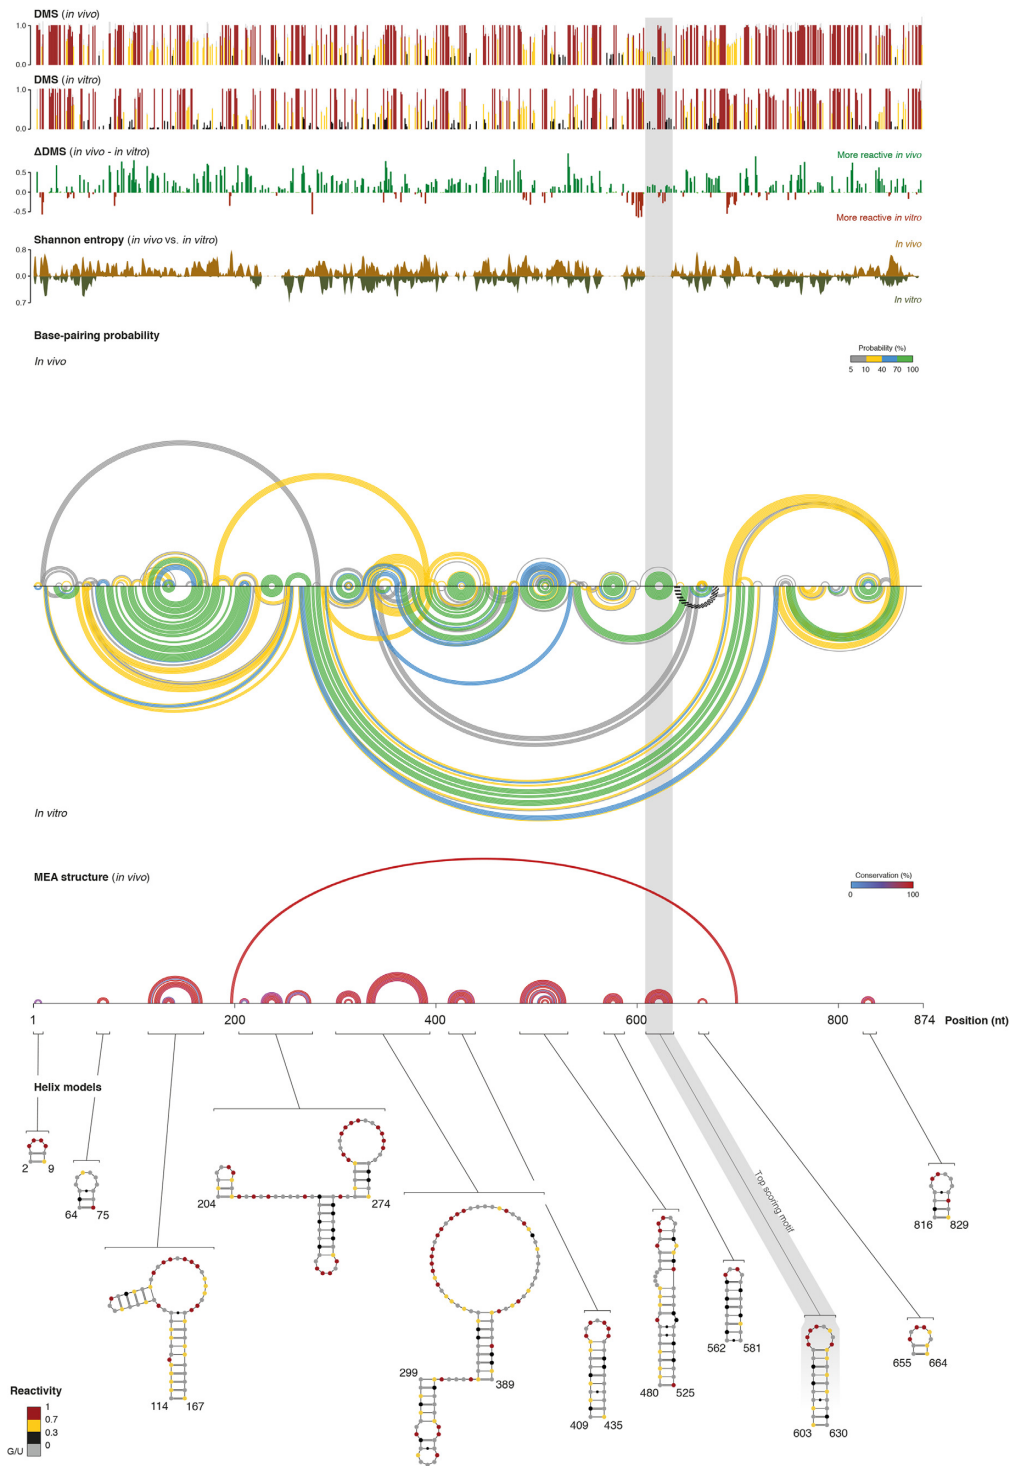 DMS (in vivo)
1.0
0.0
DMS (in vitro)
1.0
0.0
ΔDMS (in vivo - in vitro)
More reactive in vivo
0.5
0.0
-0.5
More reactive in vitro
Shannon entropy (in vivo vs. in vitro)
In vivo
0.8
0.0
0.7
In vitro
Base-pairing probability
In vivo
Probability (%)
5 10 40 70 100
In vitro
MEA structure (in vivo)
Conservation (%)
0 100
1 200 400 600 800 874 Position (nt)
Helix models
2 9
64 75
204 274
Top scoring motif
816 829
299 389
562 581
655 664
480 525
114 167
409 435
603 630
Reactivity
1
0.7
0.3
0
G/U